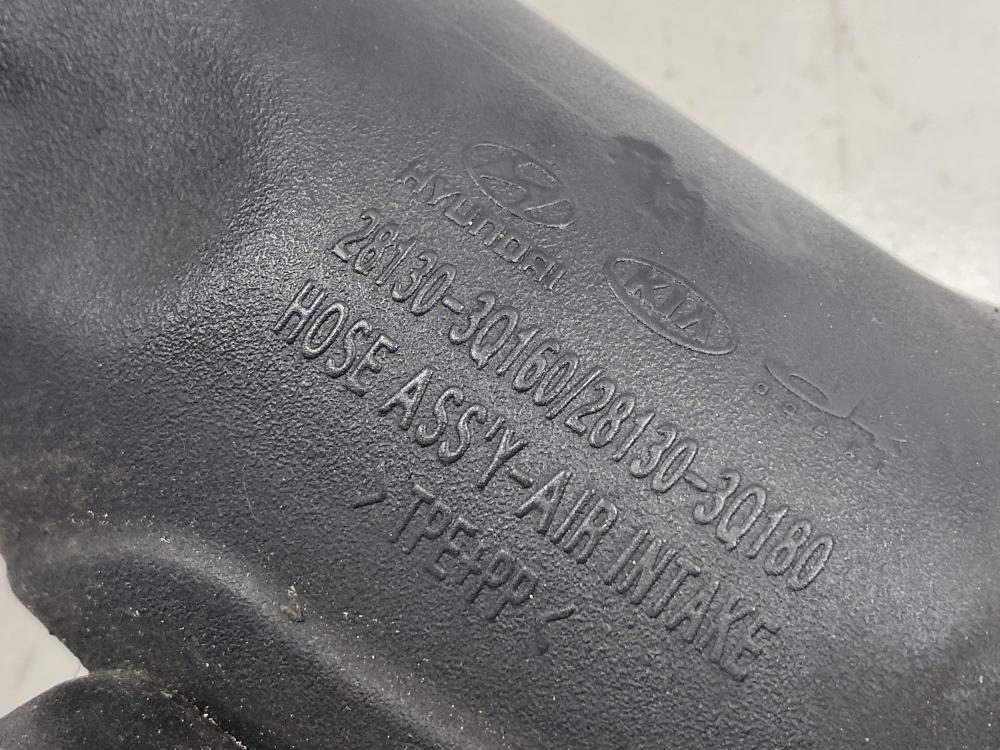 HYUNDAI
KIA
28130-3Q160/28130-3Q180
HOSE ASS'Y-AIR INTAKE
>TPE+PP<